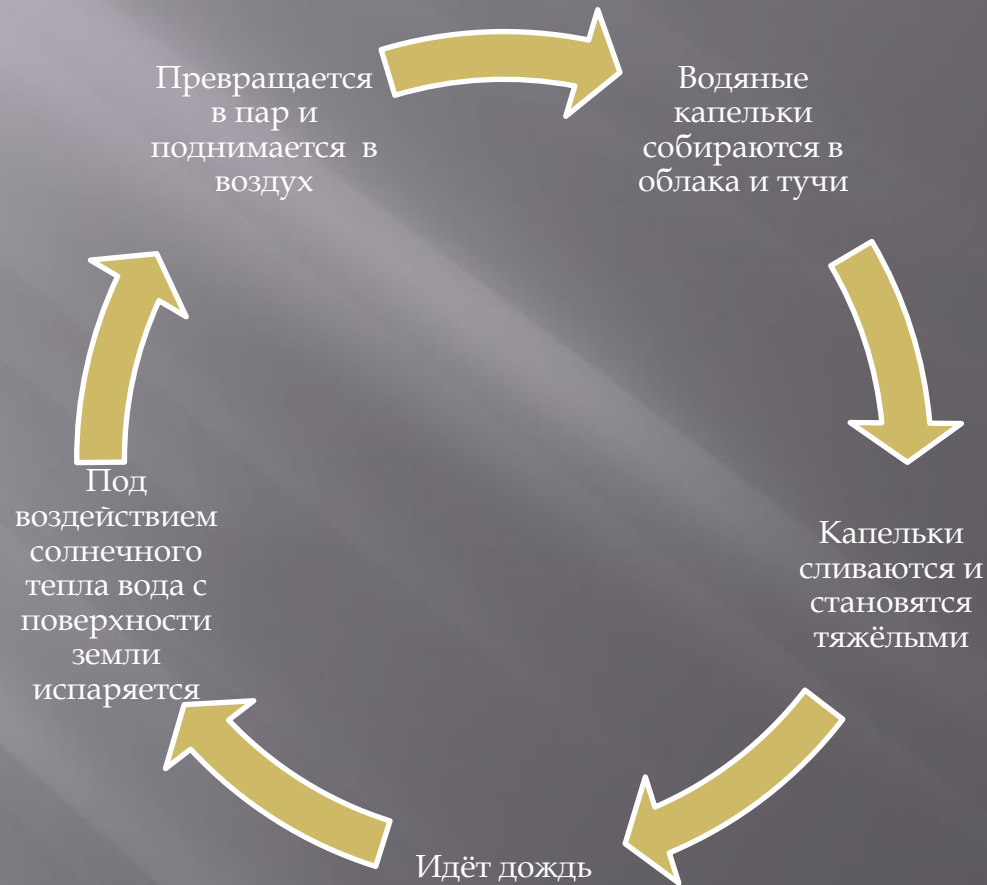 Превращается
в пар и
поднимается в
воздух
Водяные
капельки
собираются в
облака и тучи
Капельки
сливаются и
становятся
тяжёлыми
Идёт дождь
Под
воздействием
солнечного
тепла вода с
поверхности
земли
испаряется